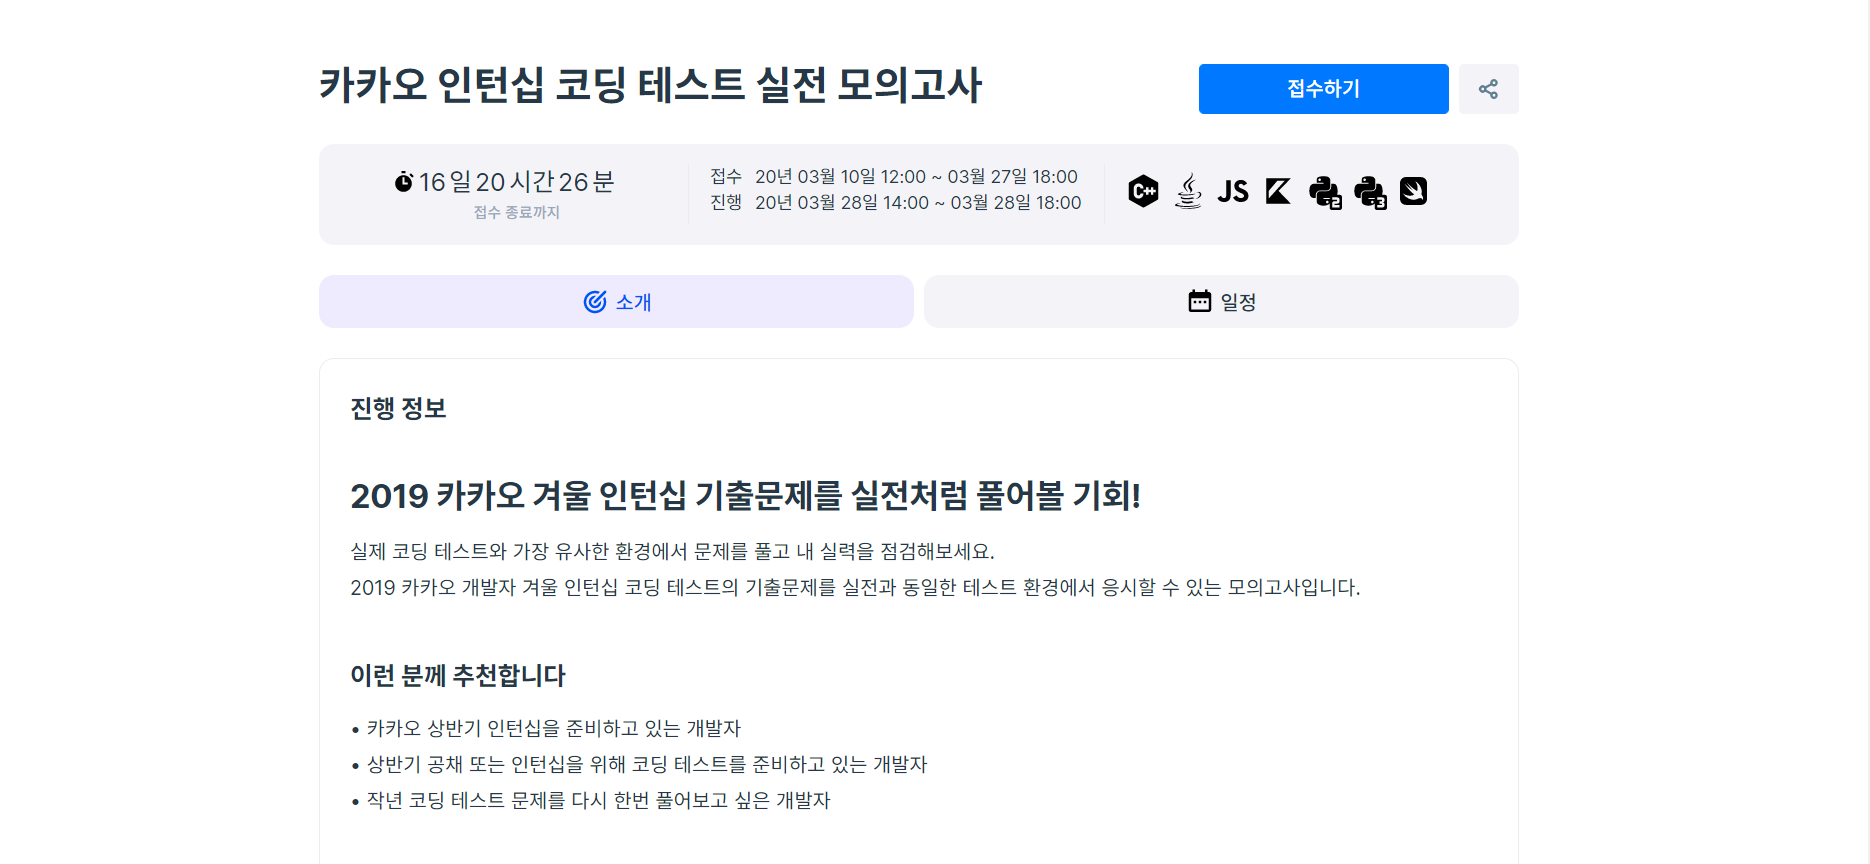 카카오 인턴십 코딩 테스트 실전 모의고사
접수하기
16일 20시간 26분
접수 종료까지
접수 20년 03월 10일 12:00 ~ 03월 27일 18:00
진행 20년 03월 28일 14:00 ~ 03월 28일 18:00
C++ JS 2 3
소개
일정
진행 정보
2019 카카오 겨울 인턴십 기출문제를 실전처럼 풀어볼 기회!
실제 코딩 테스트와 가장 유사한 환경에서 문제를 풀고 내 실력을 점검해보세요.
2019 카카오 개발자 겨울 인턴십 코딩 테스트의 기출문제를 실전과 동일한 테스트 환경에서 응시할 수 있는 모의고사입니다.
이런 분께 추천합니다
• 카카오 상반기 인턴십을 준비하고 있는 개발자
• 상반기 공채 또는 인턴십을 위해 코딩 테스트를 준비하고 있는 개발자
• 작년 코딩 테스트 문제를 다시 한번 풀어보고 싶은 개발자